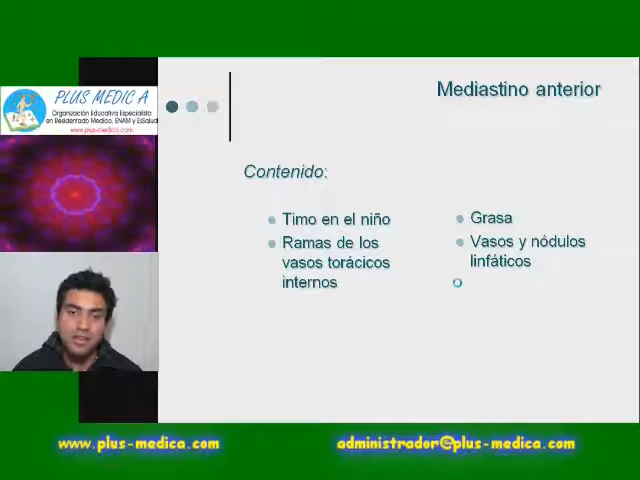 PLUS MEDIC A
Organización Educativa Especialista
en Residentado Medico, ENAM y EsSalud
www.plus-medica.com
Mediastino anterior
Contenido:
Timo en el niño
Ramas de los
vasos torácicos
internos
Grasa
Vasos y nódulos
linfáticos
www.plus-medica.com
administrador@plus-medica.com